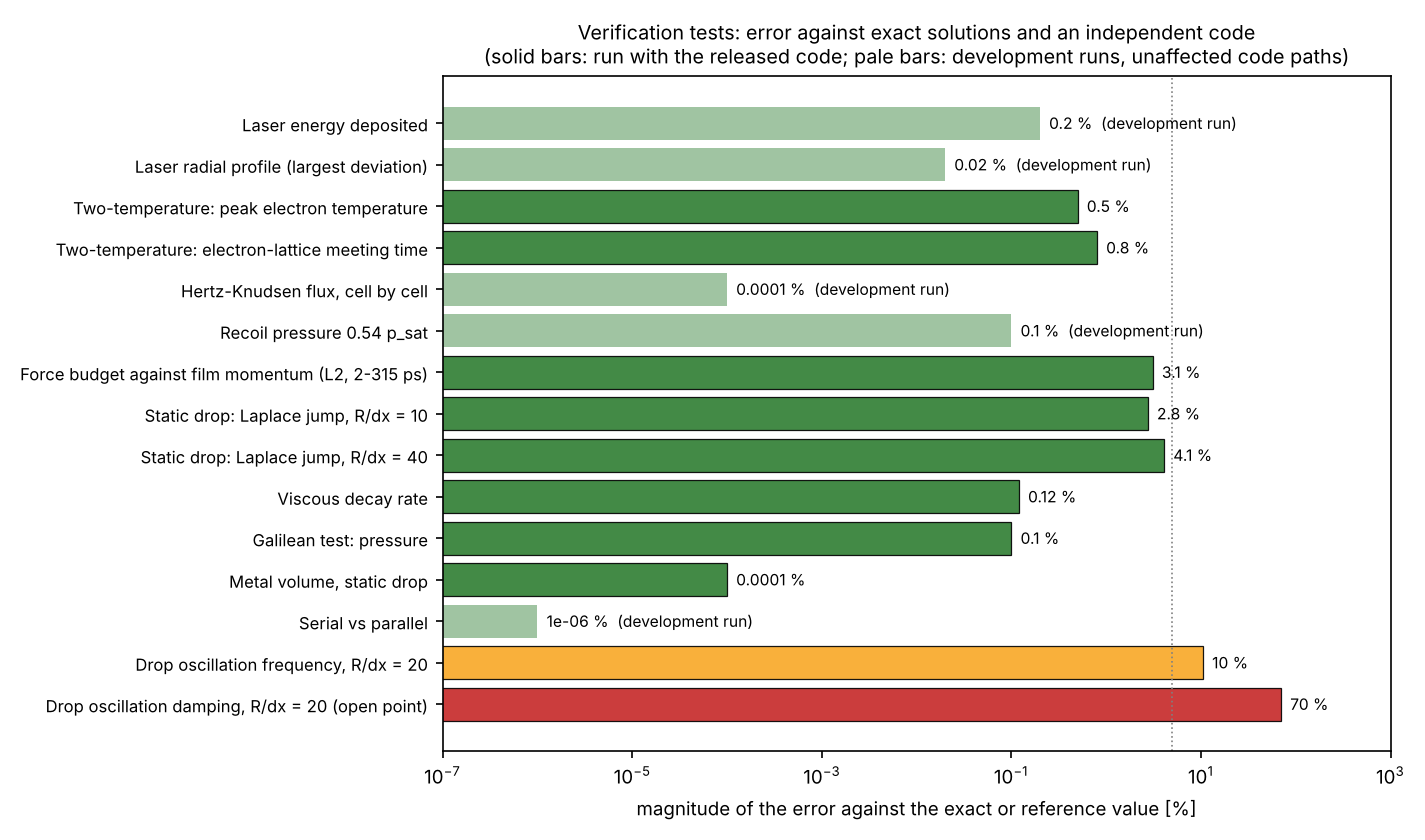 Verification tests: error against exact solutions and an independent code
(solid bars: run with the released code; pale bars: development runs, unaffected code paths)
Laser energy deposited
0.2 % (development run)
Laser radial profile (largest deviation)
0.02 % (development run)
Two-temperature: peak electron temperature
0.5 %
Two-temperature: electron-lattice meeting time
0.8 %
Hertz-Knudsen flux, cell by cell
0.0001 % (development run)
Recoil pressure 0.54 p_sat
0.1 % (development run)
Force budget against film momentum (L2, 2-315 ps)
3.1 %
Static drop: Laplace jump, R/dx = 10
2.8 %
Static drop: Laplace jump, R/dx = 40
4.1 %
Viscous decay rate
0.12 %
Galilean test: pressure
0.1 %
Metal volume, static drop
0.0001 %
Serial vs parallel
1e-06 % (development run)
Drop oscillation frequency, R/dx = 20
10 %
Drop oscillation damping, R/dx = 20 (open point)
70 %
10⁻⁷ 10⁻⁵ 10⁻³ 10⁻¹ 10¹ 10³
magnitude of the error against the exact or reference value [%]